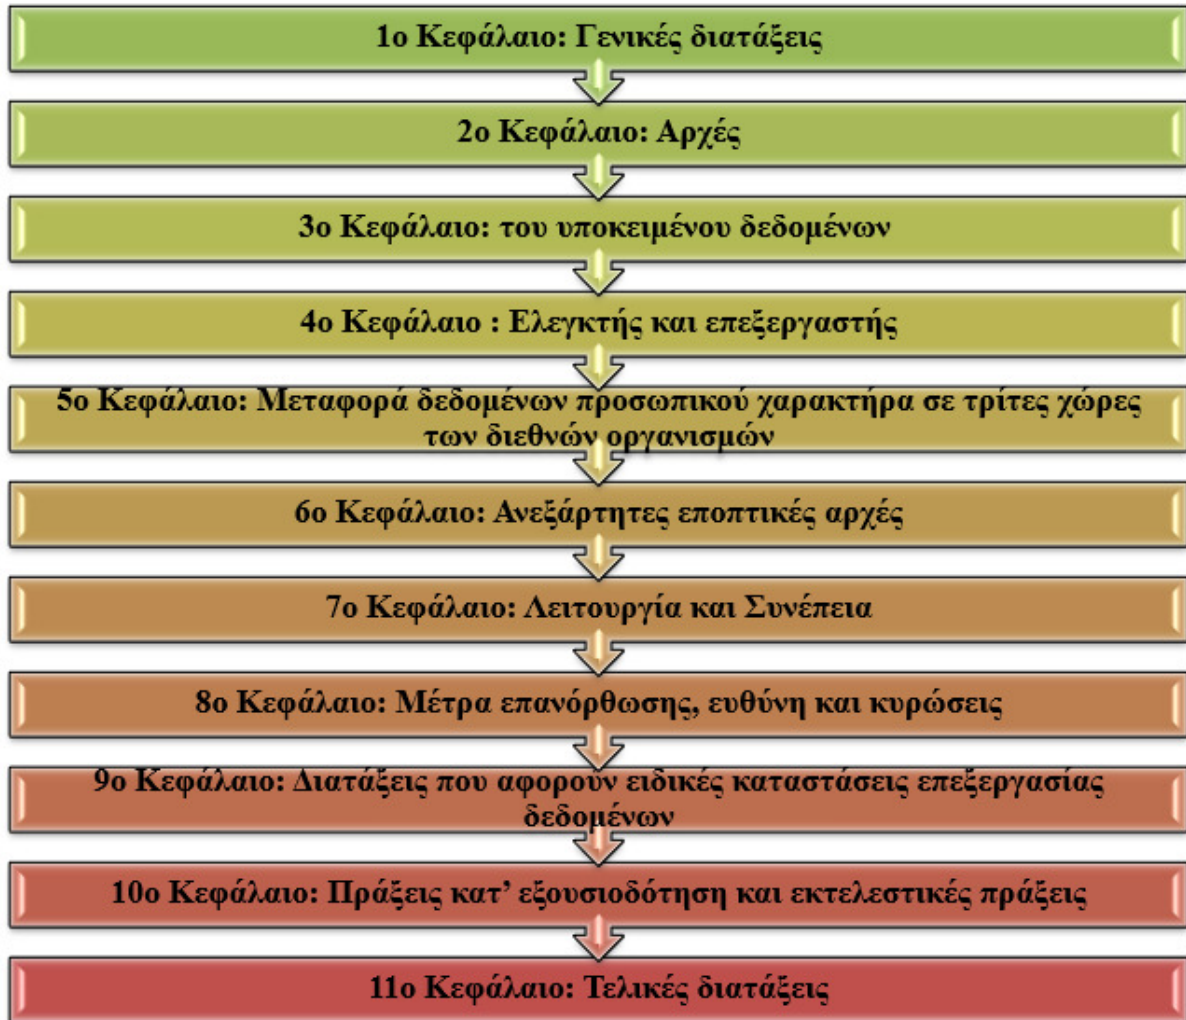 1ο Κεφάλαιο: Γενικές διατάξεις
2ο Κεφάλαιο: Αρχές
3ο Κεφάλαιο: του υποκειμένου δεδομένων
4ο Κεφάλαιο : Ελεγκτής και επεξεργαστής
5ο Κεφάλαιο: Μεταφορά δεδομένων προσωπικού χαρακτήρα σε τρίτες χώρες
των διεθνών οργανισμών
6ο Κεφάλαιο: Ανεξάρτητες εποπτικές αρχές
7ο Κεφάλαιο: Λειτουργία και Συνέπεια
8ο Κεφάλαιο: Μέτρα επανόρθωσης, ευθύνη και κυρώσεις
9ο Κεφάλαιο: Διατάξεις που αφορούν ειδικές καταστάσεις επεξεργασίας
δεδομένων
10ο Κεφάλαιο: Πράξεις κατ’ εξουσιοδότηση και εκτελεστικές πράξεις
11ο Κεφάλαιο: Τελικές διατάξεις